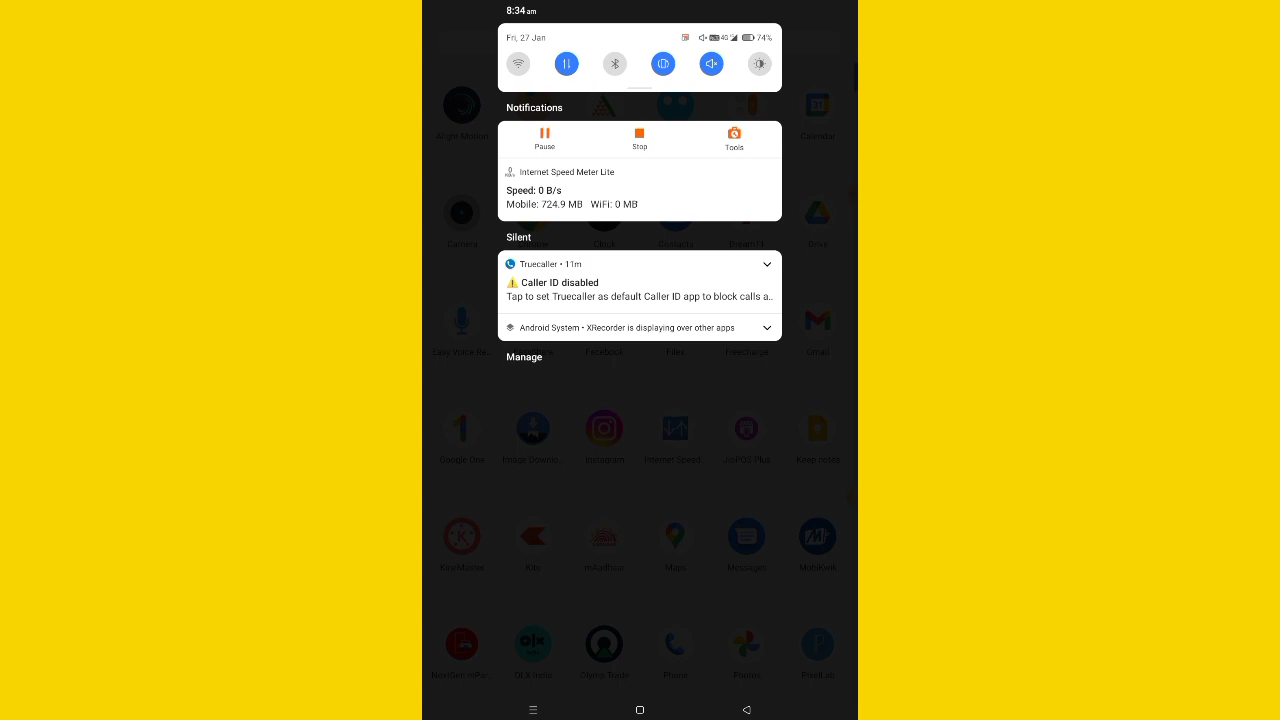 8:34 am
Fri, 27 Jan
4G
74%
Notifications
Pause
Stop
Tools
Internet Speed Meter Lite
Speed: 0 B/s
Mobile: 724.9 MB WiFi: 0 MB
Silent
Truecaller • 11m
⚠️ Caller ID disabled
Tap to set Truecaller as default Caller ID app to block calls a..
Android System • XRecorder is displaying over other apps
Manage
Alight Motion
Calendar
Camera
Chrome
Clock
Contacts
Drive
Easy Voice Re...
Facebook
Files
Freecharge
Gmail
Google One
Image Downlo..
Instagram
Internet Speed..
JioPOS Plus
Keep notes
KineMaster
Kite
mAadhaar
Maps
Messages
MobiKwik
NextGen mPar..
OLX India
Olymp Trade
Phone
Photos
PixelLab